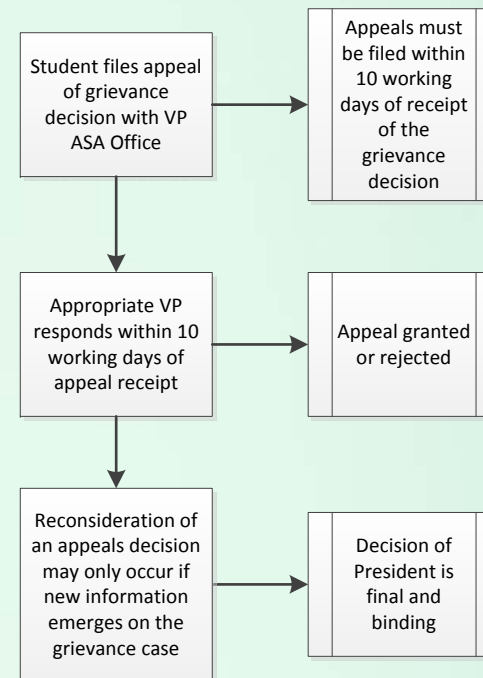 Student files appeal
of grievance
decision with VP
ASA Office
Appeals must
be filed within
10 working
days of receipt
of the
grievance
decision
Appropriate VP
responds within 10
working days of
appeal receipt
Appeal granted
or rejected
Reconsideration of
an appeals decision
may only occur if
new information
emerges on the
grievance case
Decision of
President is
final and
binding